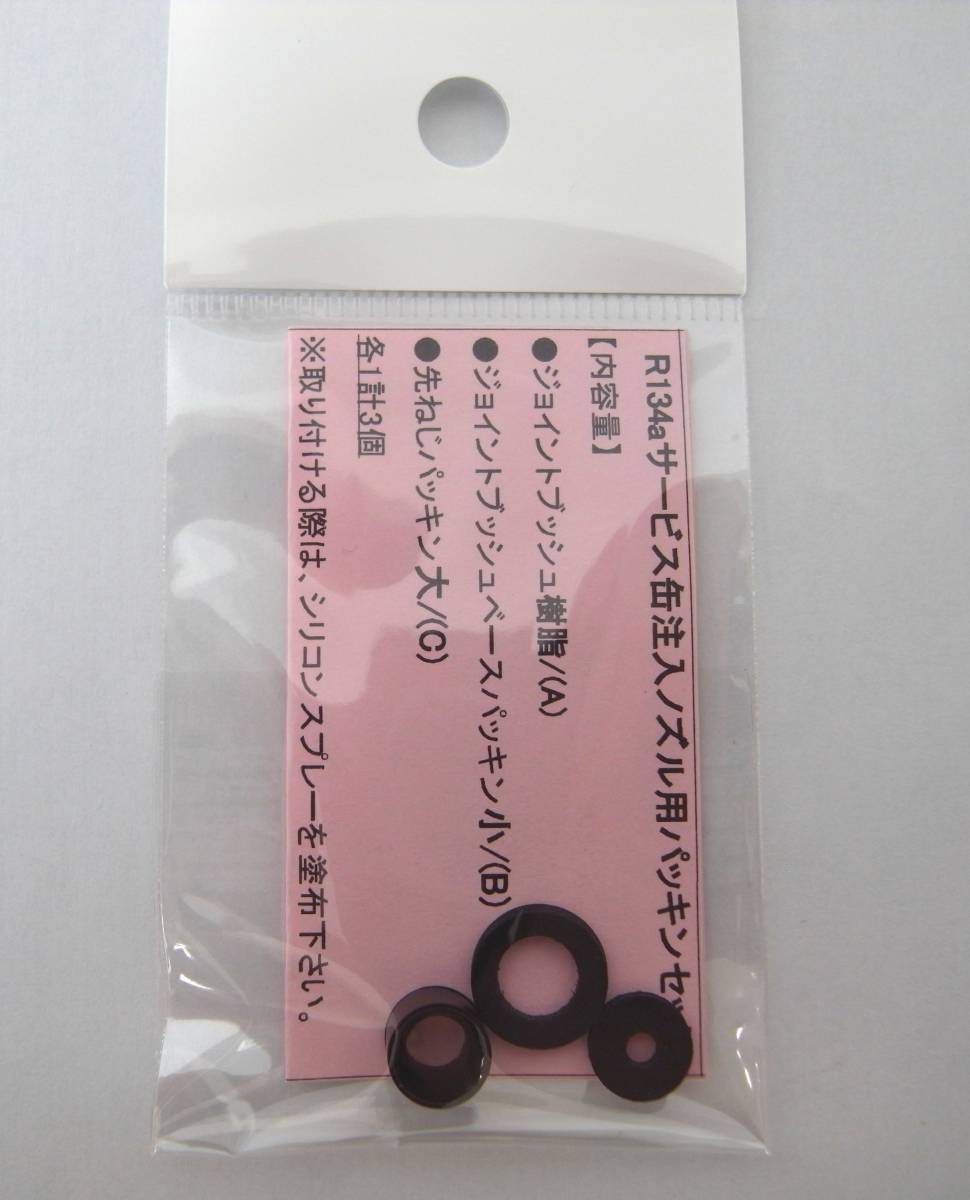 R134aサービス缶注入ノズル用パッキンセッ
【内容量】
●ジョイントブッシュ樹脂/(A)
●ジョイントブッシュベースパッキン小/(B)
●先ねじパッキン大/(C)
各1計3個
※取り付ける際は、シリコンスプレーを塗布下さい。